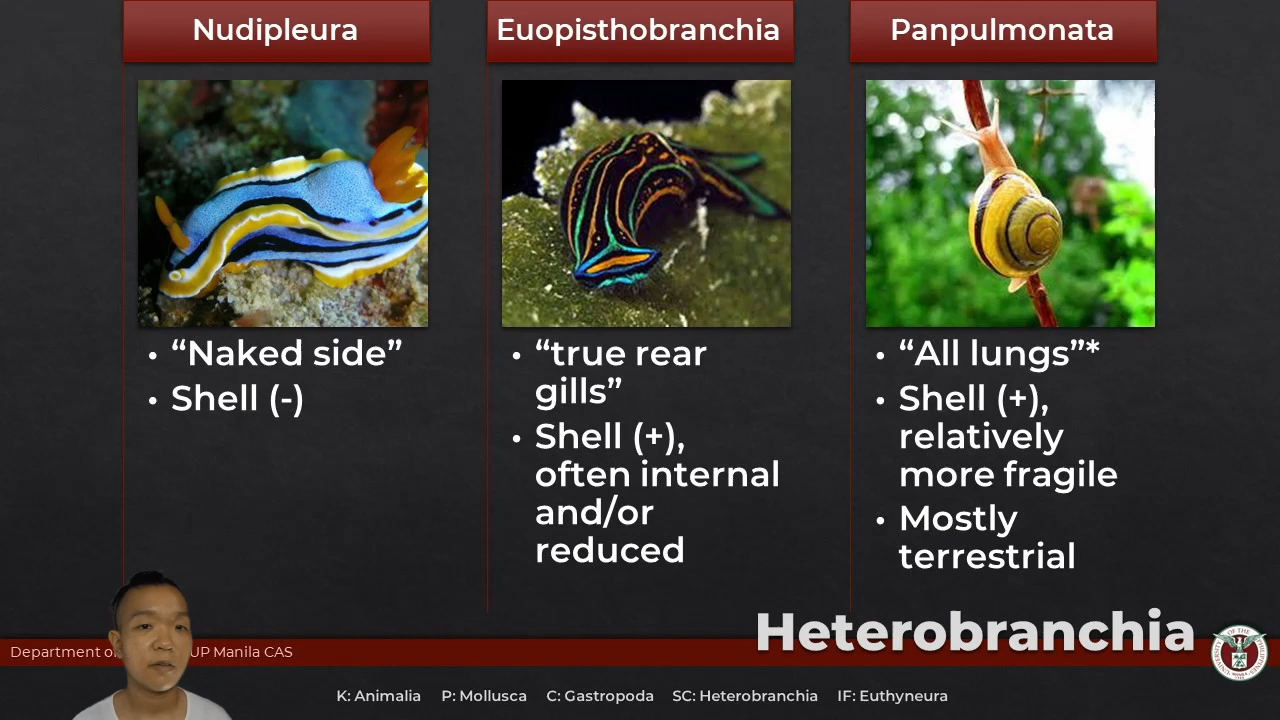 Nudipleura
Euopisthobranchia
Panpulmonata
• “Naked side”
• Shell (-)
• “true rear
gills”
• Shell (+),
often internal
and/or
reduced
• “All lungs”*
• Shell (+),
relatively
more fragile
• Mostly
terrestrial
Heterobranchia
Department UP Manila CAS
K: Animalia P: Mollusca C: Gastropoda SC: Heterobranchia IF: Euthyneura